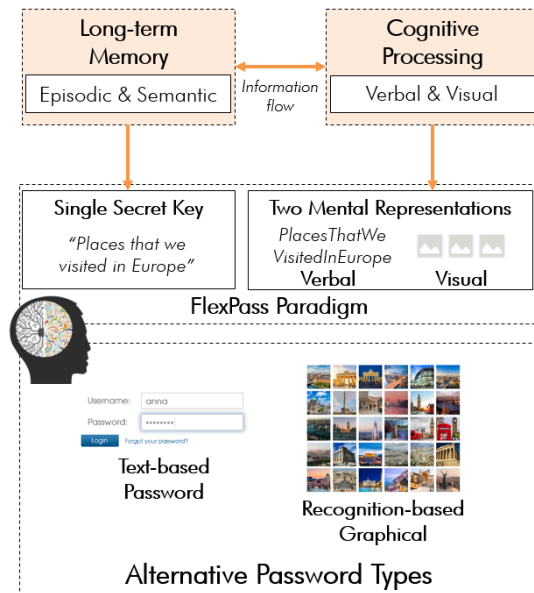 Long-term
Memory
Episodic & Semantic
Information
flow
Cognitive
Processing
Verbal & Visual
Single Secret Key
"Places that we
visited in Europe"
Two Mental Representations
PlacesThatWe
VisitedInEurope
Verbal
Visual
FlexPass Paradigm
Username: anna
Password: ********
Login Forgot your password?
Text-based
Password
Recognition-based
Graphical
Alternative Password Types